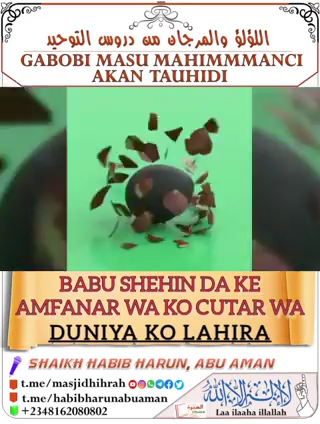 اللؤلؤ والمرجان من دروس التوحيد
GABOBI MASU MAHIMMMANCI
AKAN TAUHIDI
BABU SHEHIN DA KE
AMFANAR WA KO CUTAR WA
DUNIYA KO LAHIRA
SHAIKH HABIB HARUN, ABU AMAN
t.me/masjidhihrah
t.me/habibharunabuaman
+2348162080802
لا إله إلا الله
Laa ilaaha illallah